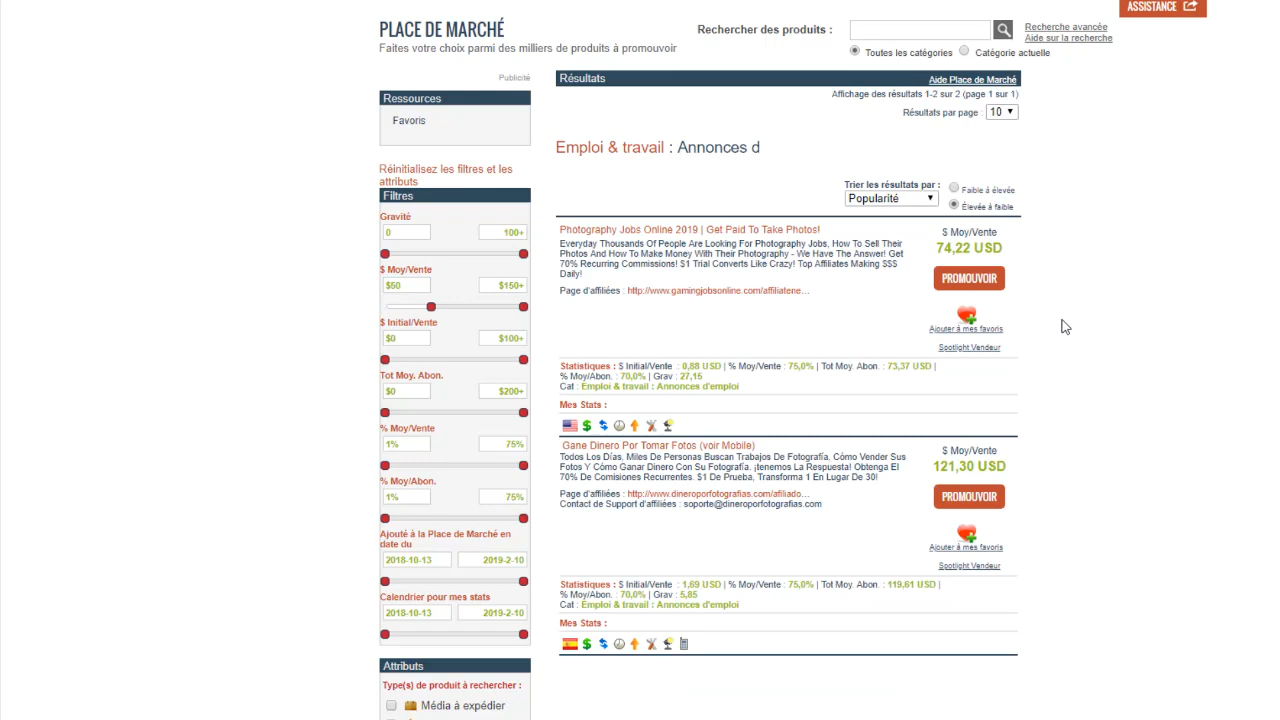 ASSISTANCE
PLACE DE MARCHÉ
Faites votre choix parmi des milliers de produits à promouvoir
Rechercher des produits :
Recherche avancée
Aide sur la recherche
Toutes les catégories
Catégorie actuelle
Publicité
Ressources
Favoris
Réinitialisez les filtres et les
attributs
Filtres
Gravité
0 100+
$ Moy/Vente
$50 $150+
$ Initial/Vente
$0 $100+
Tot Moy. Abon.
$0 $200+
% Moy/Vente
1% 75%
% Moy/Abon.
1% 75%
Ajouté à la Place de Marché en
date du
2018-10-13 2019-2-10
Calendrier pour mes stats
2018-10-13 2019-2-10
Attributs
Type(s) de produit à rechercher :
Média à expédier
Résultats
Aide Place de Marché
Affichage des résultats 1-2 sur 2 (page 1 sur 1)
Résultats par page : 10
Emploi & travail : Annonces d
Trier les résultats par :
Popularité
Faible à élevée
Élevée à faible
Photography Jobs Online 2019 | Get Paid To Take Photos!
Everyday Thousands Of People Are Looking For Photography Jobs, How To Sell Their
Photos And How To Make Money With Their Photography - We Have The Answer! Get
70% Recurring Commissions! $1 Trial Converts Like Crazy! Top Affiliates Making $$$
Daily!
Page d'affiliées : http://www.gamingjobsonline.com/affiliatene...
$ Moy/Vente
74,22 USD
PROMOUVOIR
Ajouter à mes favoris
Spotlight Vendeur
Statistiques : $ Initial/Vente : 0,88 USD | % Moy/Vente : 75,0% | Tot Moy. Abon. : 73,37 USD |
% Moy/Abon. : 70,0% | Grav : 27,15
Cat : Emploi & travail : Annonces d'emploi
Mes Stats :
Gane Dinero Por Tomar Fotos (voir Mobile)
Todos Los Días, Miles De Personas Buscan Trabajos De Fotografía. Cómo Vender Sus
Fotos Y Cómo Ganar Dinero Con Su Fotografía. ¡tenemos La Respuesta! Obtenga El
70% De Comisiones Recurrentes. $1 De Prueba, Transforma 1 En Lugar De 30!
Page d'affiliées : http://www.dineroporfotografias.com/afiliado...
Contact de Support d'affiliées : soporte@dineroporfotografias.com
$ Moy/Vente
121,30 USD
PROMOUVOIR
Ajouter à mes favoris
Spotlight Vendeur
Statistiques : $ Initial/Vente : 1,69 USD | % Moy/Vente : 75,0% | Tot Moy. Abon. : 119,61 USD |
% Moy/Abon. : 70,0% | Grav : 5,85
Cat : Emploi & travail : Annonces d'emploi
Mes Stats :